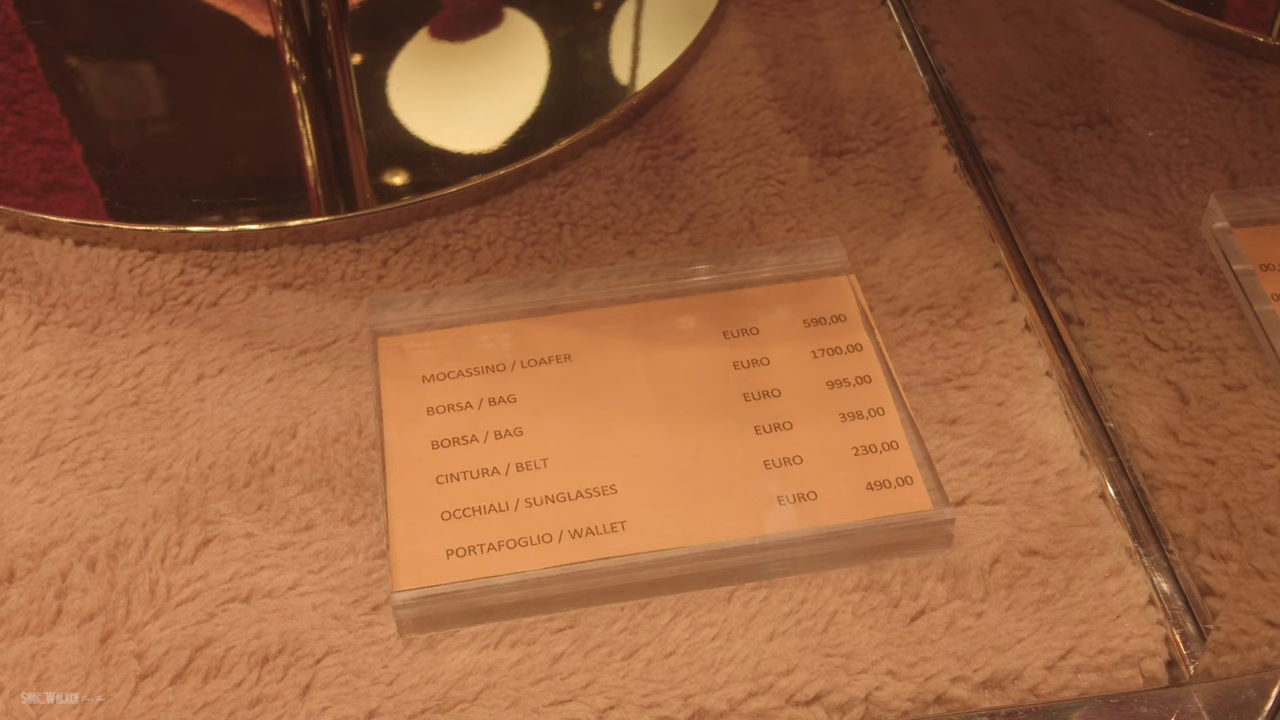 MOCASSINO / LOAFER EURO 590,00
BORSA / BAG EURO 1700,00
BORSA / BAG EURO 995,00
CINTURA / BELT EURO 398,00
OCCHIALI / SUNGLASSES EURO 230,00
PORTAFOGLIO / WALLET EURO 490,00